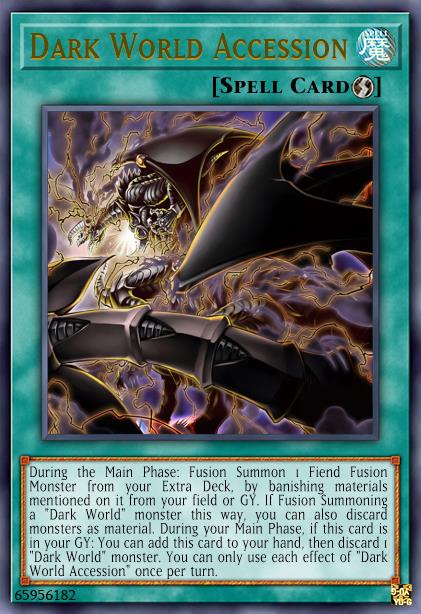 DARK WORLD ACCESSION
SPELL
魔
[SPELL CARD]
During the Main Phase: Fusion Summon 1 Fiend Fusion
Monster from your Extra Deck, by banishing materials
mentioned on it from your field or GY. If Fusion Summoning
a "Dark World" monster this way, you can also discard
monsters as material. During your Main Phase, if this card is
in your GY: You can add this card to your hand, then discard 1
"Dark World" monster. You can only use each effect of "Dark
World Accession" once per turn.
65956182